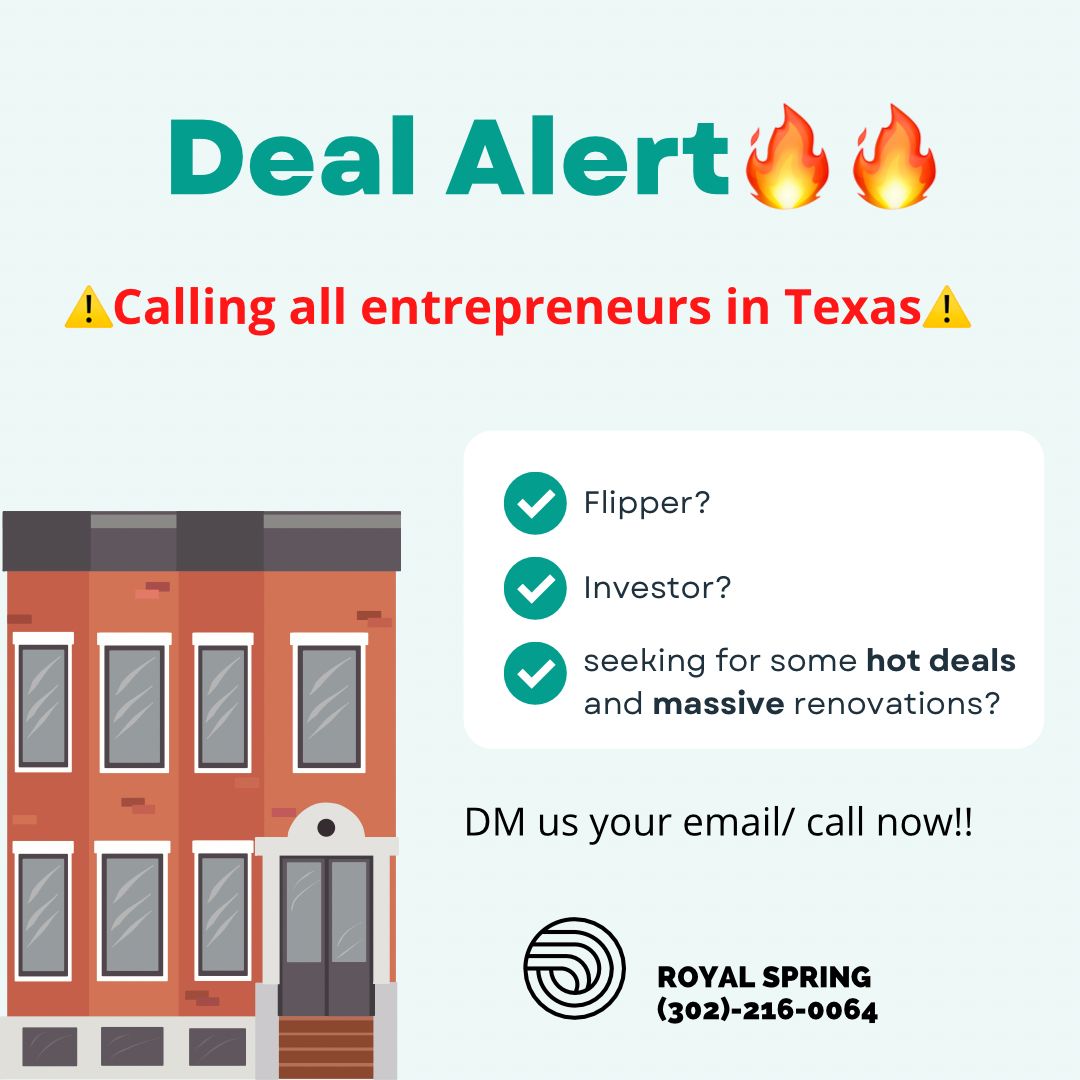 Deal Alert🔥🔥
⚠️Calling all entrepreneurs in Texas⚠️
Flipper?
Investor?
seeking for some hot deals
and massive renovations?
DM us your email/ call now!!
ROYAL SPRING
(302)-216-0064